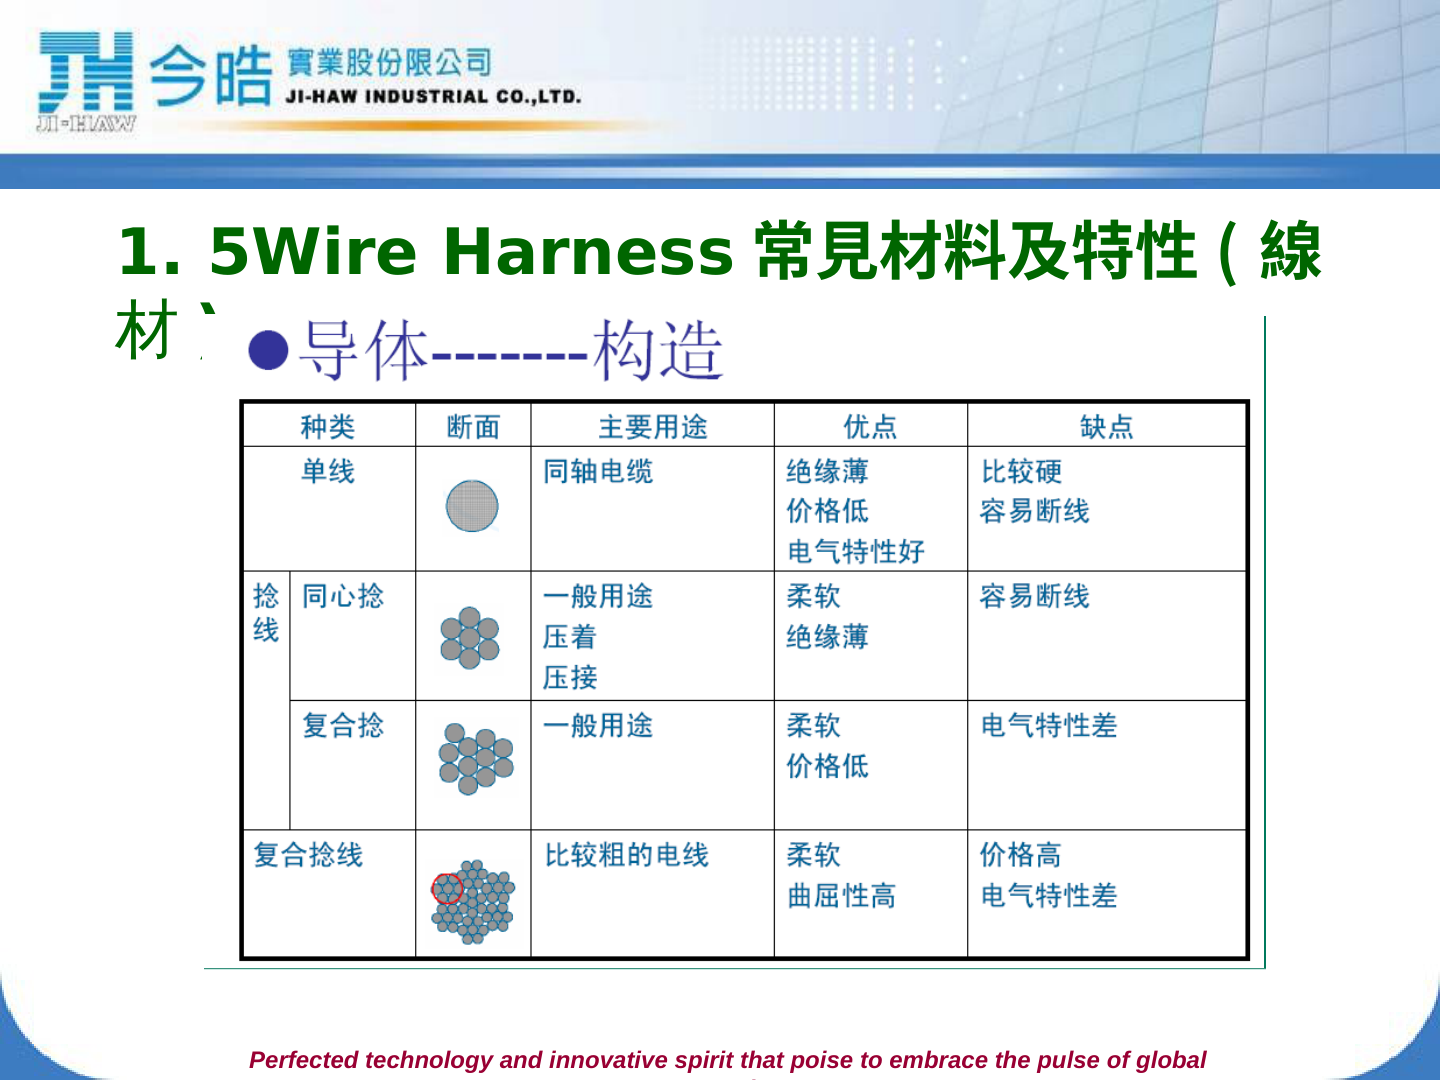 JI-HAW
今皓
實業股份限公司
JI-HAW INDUSTRIAL CO.,LTD.
1. 5Wire Harness 常見材料及特性 ( 線
材
●导体-------构造
种类 断面 主要用途 优点 缺点
单线 同轴电缆 绝缘薄 比较硬
价格低 容易断线
电气特性好
捻线 同心捻 一般用途 柔软 容易断线
压着 绝缘薄
压接
复合捻 一般用途 柔软 电气特性差
价格低
复合捻线 比较粗的电线 柔软 价格高
曲屈性高 电气特性差
Perfected technology and innovative spirit that poise to embrace the pulse of global